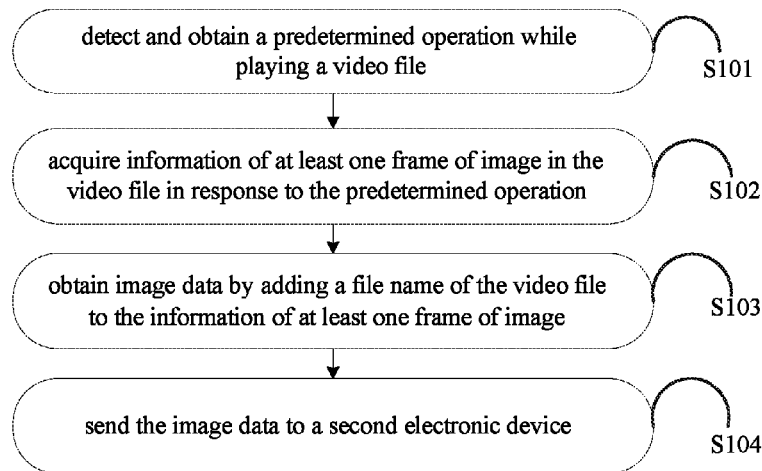 detect and obtain a predetermined operation while
playing a video file
S101
acquire information of at least one frame of image in the
video file in response to the predetermined operation
S102
obtain image data by adding a file name of the video file
to the information of at least one frame of image
S103
send the image data to a second electronic device
S104